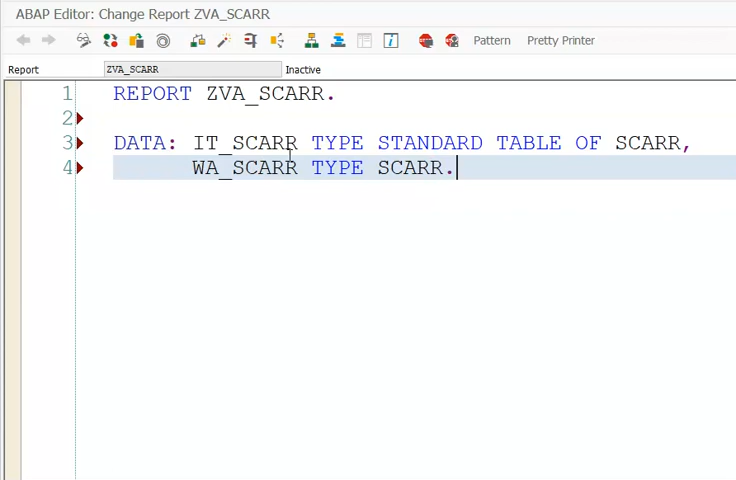 ABAP Editor: Change Report ZVA_SCARR
Pattern Pretty Printer
Report ZVA_SCARR Inactive
1 REPORT ZVA_SCARR.
2
3 DATA: IT_SCARR TYPE STANDARD TABLE OF SCARR,
4 WA_SCARR TYPE SCARR.